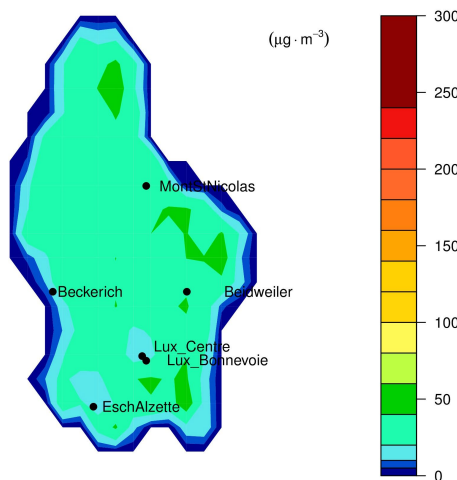 (μg·m⁻³)
300
250
200
150
100
50
0
MontStNicolas
Beckerich
Beidweiler
Lux_Centre
Lux_Bonnevoie
EschAlzette